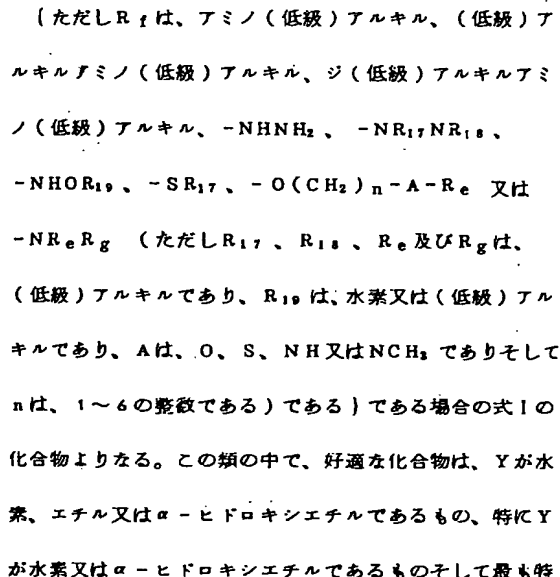 {ただしR fは、アミノ(低級)アルキル、(低級)ア
ルキルアミノ(低級)アルキル、ジ(低級)アルキルアミ
ノ(低級)アルキル、-NHNH₂、-NR₁₇NR₁₈、
-NHOR₁₉、-SR₁₇、-O(CH₂)n-A-Re 又は
-NReRg (ただしR₁₇、R₁₈、Re及びRgは、
(低級)アルキルであり、R₁₉は、水素又は(低級)アル
キルであり、Aは、O、S、NH又はNCH₃でありそして
nは、1~6の整数である)である}である場合の式Iの
化合物よりなる。この類の中で、好適な化合物は、Yが水
素、エチル又はα-ヒドロキシエチルであるもの、特にY
が水素又はα-ヒドロキシエチルであるものそして最も特